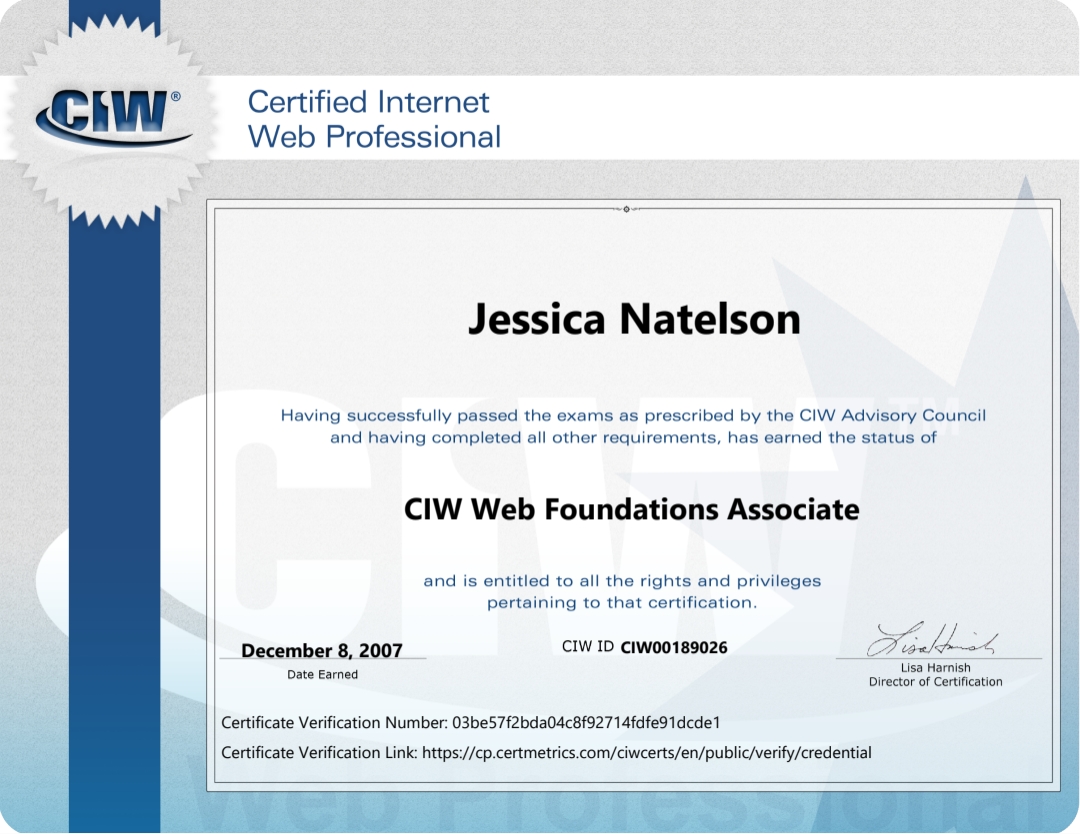 CIW®
Certified Internet
Web Professional
Jessica Natelson
Having successfully passed the exams as prescribed by the CIW Advisory Council
and having completed all other requirements, has earned the status of
CIW Web Foundations Associate
and is entitled to all the rights and privileges
pertaining to that certification.
December 8, 2007
Date Earned
CIW ID CIW00189026
Lisa Harnish
Lisa Harnish
Director of Certification
Certificate Verification Number: 03be57f2bda04c8f92714fdfe91dcde1
Certificate Verification Link: https://cp.certmetrics.com/ciwcerts/en/public/verify/credential
CIW TM
Web Professional